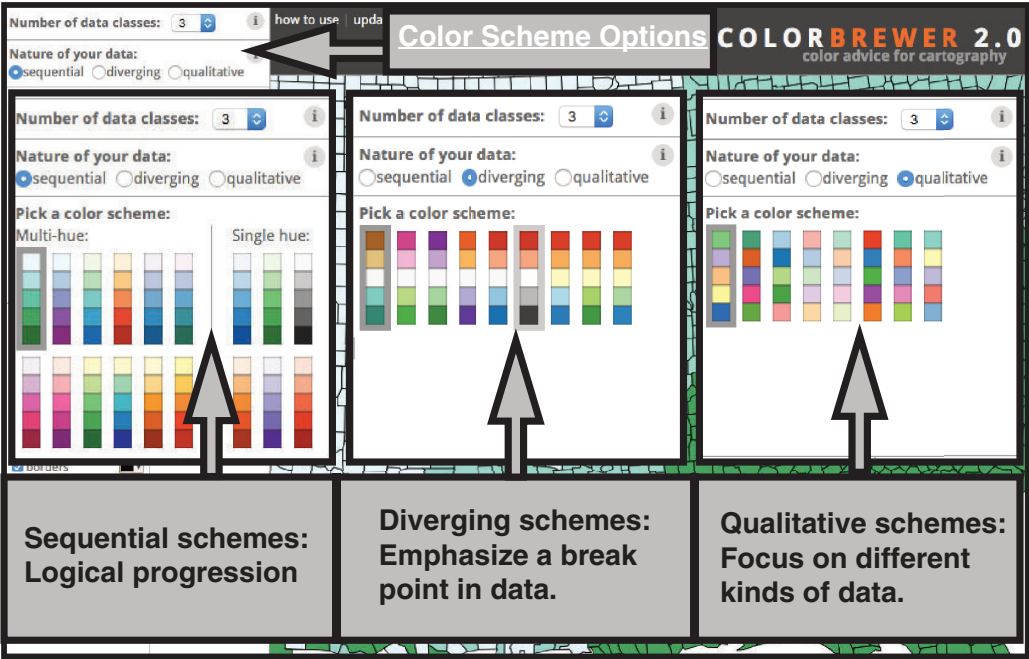 Number of data classes: 3 i
Nature of your data: i
sequential diverging qualitative
how to use | upda
Color Scheme Options
COLORBREWER 2.0
color advice for cartography
Number of data classes: 3 i
Nature of your data: i
sequential diverging qualitative
Pick a color scheme:
Multi-hue: Single hue:
Number of data classes: 3 i
Nature of your data: i
sequential diverging qualitative
Pick a color scheme:
Number of data classes: 3 i
Nature of your data: i
sequential diverging qualitative
Pick a color scheme:
borders
Sequential schemes:
Logical progression
Diverging schemes:
Emphasize a break
point in data.
Qualitative schemes:
Focus on different
kinds of data.